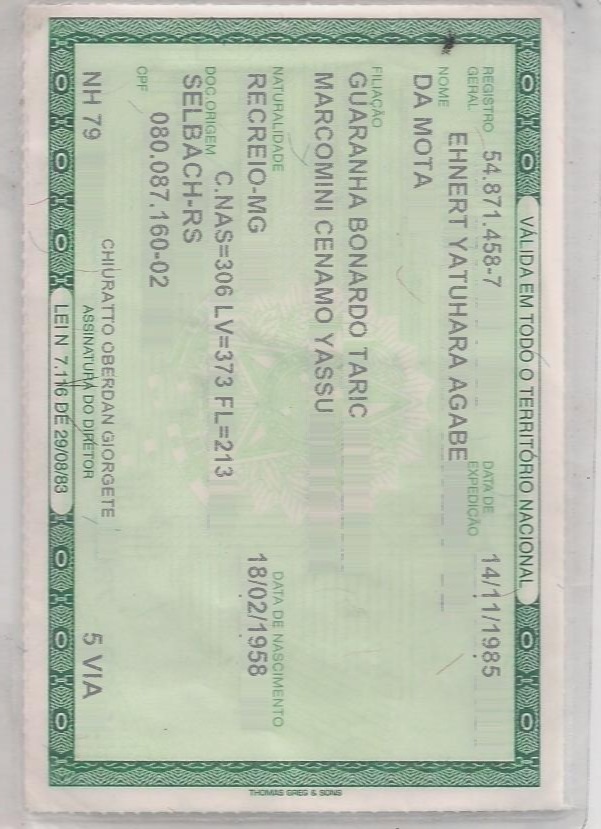 VÁLIDA EM TODO O TERRITÓRIO NACIONAL
REGISTRO GERAL 54.871.458-7 DATA DE EXPEDIÇÃO 14/11/1985
NOME EHNERT YATUHARA AGABE
DA MOTA
FILIAÇÃO
GUARANHA BONARDO TARIC
MARCOMINI CENAMO YASSU
NATURALIDADE DATA DE NASCIMENTO
RECREIO-MG 18/02/1958
DOC.ORIGEM C.NAS=306 LV=373 FL=213
SELBACH-RS
CPF 080.087.160-02
NH 79 CHIURATTO OBERDAN GIORGETE 5 VIA
ASSINATURA DO DIRETOR
LEI N 7.116 DE 29/08/83
THOMAS GREG & SONS